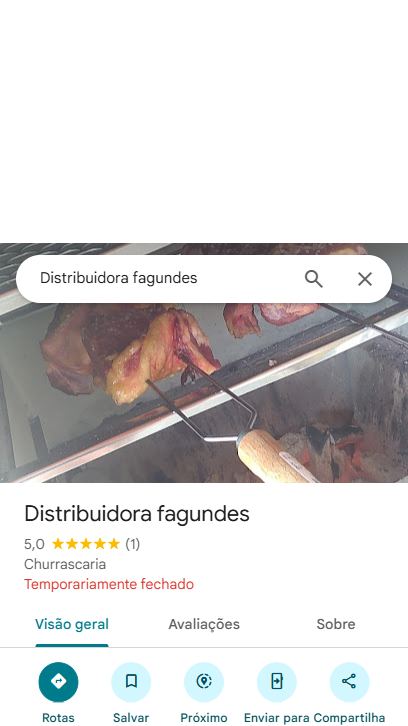 Distribuidora fagundes
Distribuidora fagundes
5,0 (1)
Churrascaria
Temporariamente fechado
Visão geral Avaliações Sobre
Rotas Salvar Próximo Enviar para Compartilha